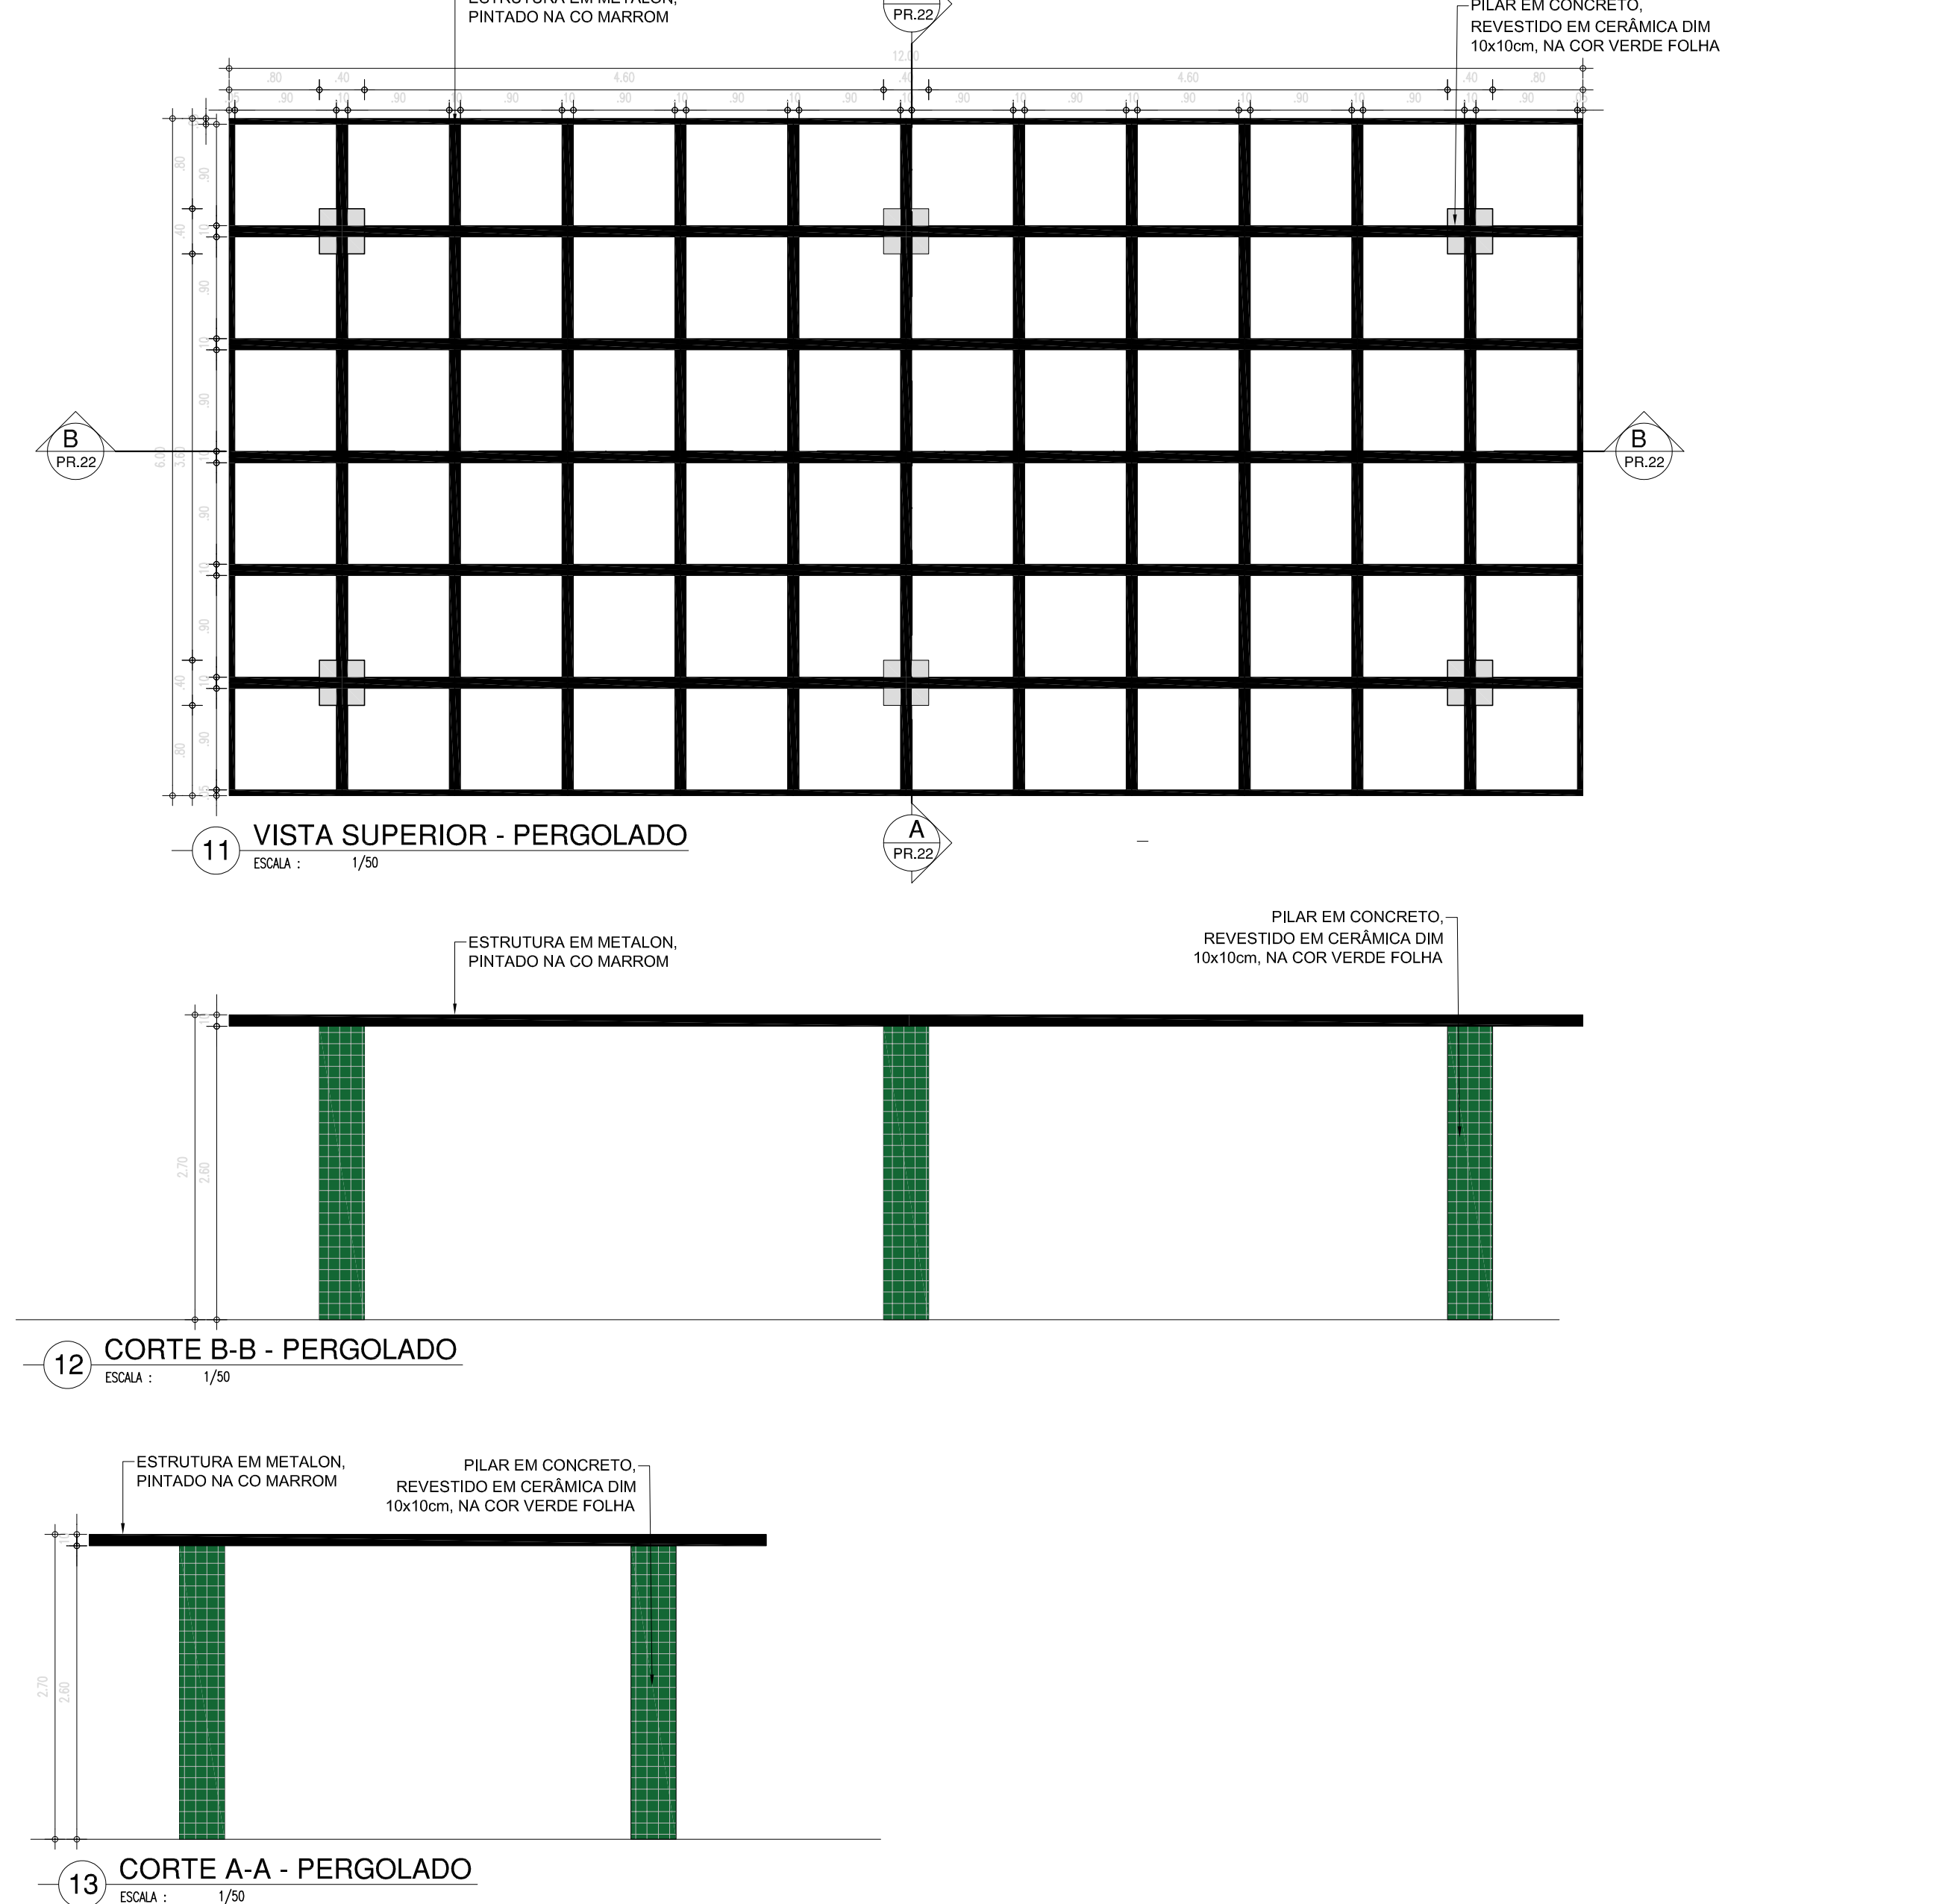 ESTRUTURA EM METALON,
PINTADO NA CO MARROM
PR.22
PILAR EM CONCRETO,
REVESTIDO EM CERÂMICA DIM
10x10cm, NA COR VERDE FOLHA
12.00
.80 .40 4.60 .40 4.60 .40 .80
.05 .90 .10 .90 .10 .90 .10 .90 .10 .90 .10 .90 .10 .90 .10 .90 .10 .90 .10 .90 .10 .90 .10 .90 .05
.80
.90
.40
.10
.90
.10
.90
6.00
3.60
.10
.90
.10
.90
.40
.10
.80
.90
.05
B
PR.22
B
PR.22
11
VISTA SUPERIOR - PERGOLADO
ESCALA : 1/50
A
PR.22
ESTRUTURA EM METALON,
PINTADO NA CO MARROM
PILAR EM CONCRETO,
REVESTIDO EM CERÂMICA DIM
10x10cm, NA COR VERDE FOLHA
.10
2.70
2.60
12
CORTE B-B - PERGOLADO
ESCALA : 1/50
ESTRUTURA EM METALON,
PINTADO NA CO MARROM
PILAR EM CONCRETO,
REVESTIDO EM CERÂMICA DIM
10x10cm, NA COR VERDE FOLHA
.10
2.70
2.60
13
CORTE A-A - PERGOLADO
ESCALA : 1/50